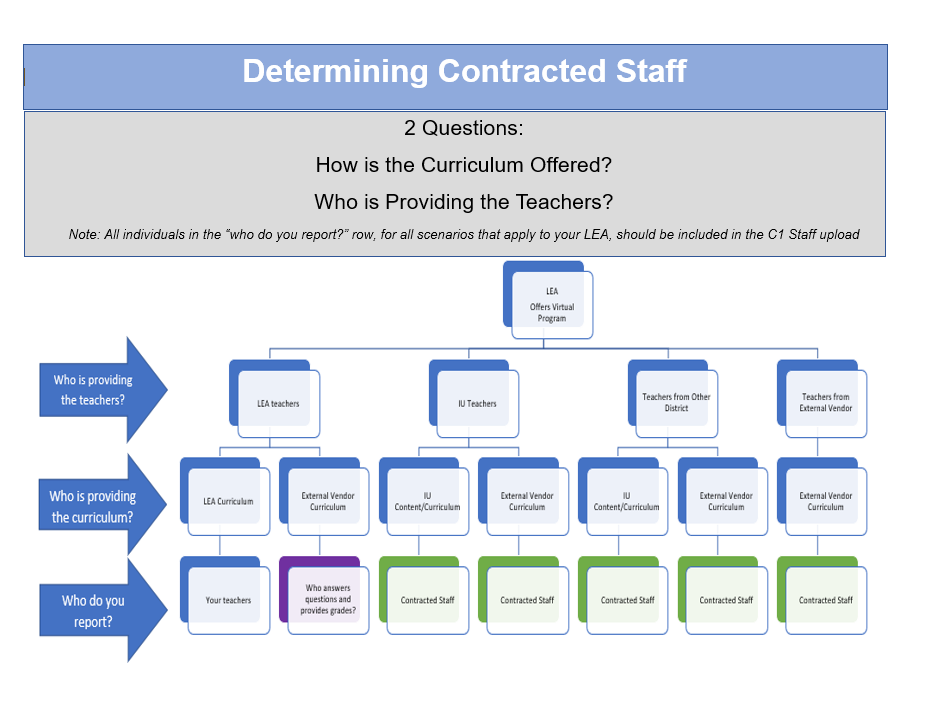 Determining Contracted Staff
2 Questions:
How is the Curriculum Offered?
Who is Providing the Teachers?
Note: All individuals in the “who do you report?” row, for all scenarios that apply to your LEA, should be included in the C1 Staff upload
LEA
Offers Virtual
Program
Who is providing
the teachers?
LEA teachers
IU Teachers
Teachers from Other
District
Teachers from
External Vendor
Who is providing
the curriculum?
LEA Curriculum
External Vendor
Curriculum
IU
Content/Curriculum
External Vendor
Curriculum
IU
Content/Curriculum
External Vendor
Curriculum
External Vendor
Curriculum
Who do you
report?
Your teachers
Who answers
questions and
provides grades?
Contracted Staff
Contracted Staff
Contracted Staff
Contracted Staff
Contracted Staff